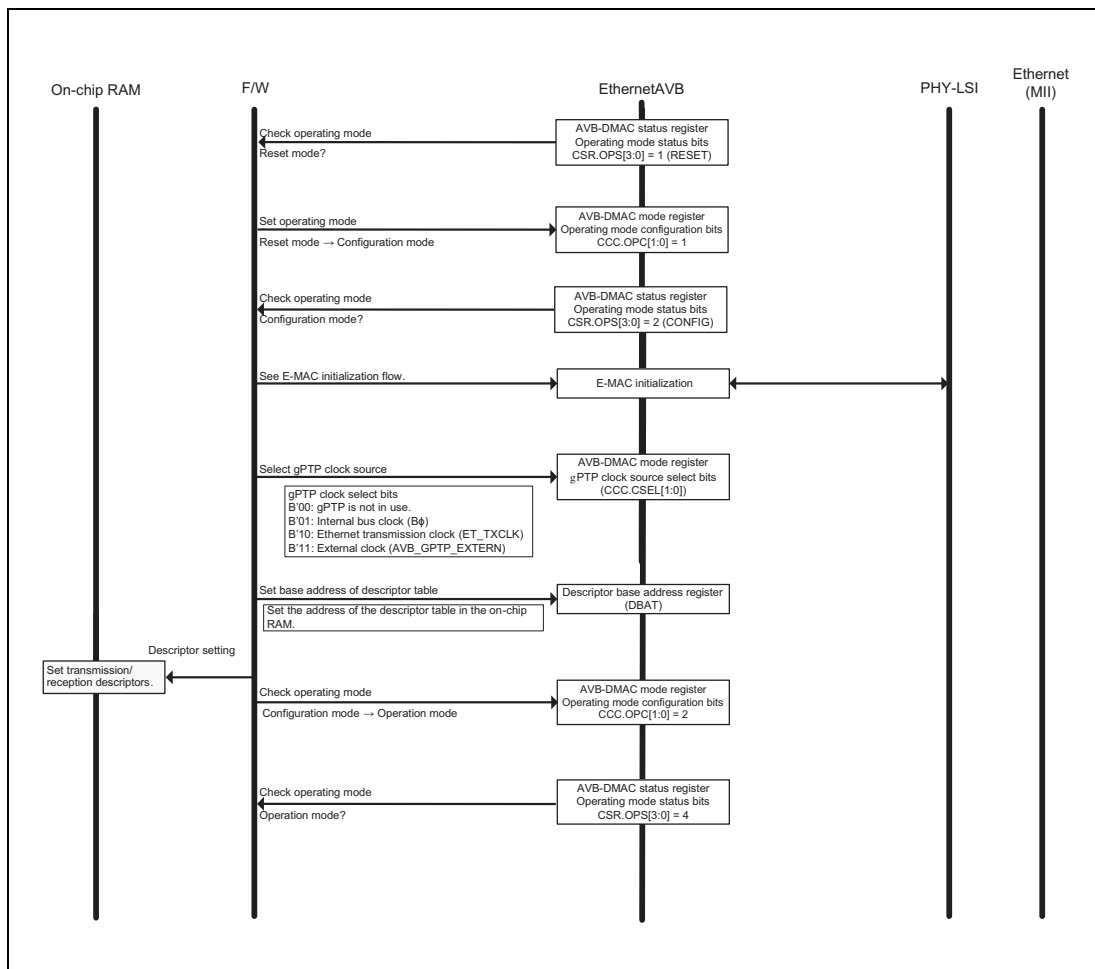 On-chip RAM
F/W
EthernetAVB
PHY-LSI
Ethernet
(MII)
Check operating mode
Reset mode?
AVB-DMAC status register
Operating mode status bits
CSR.OPS[3:0] = 1 (RESET)
Set operating mode
Reset mode → Configuration mode
AVB-DMAC mode register
Operating mode configuration bits
CCC.OPC[1:0] = 1
Check operating mode
Configuration mode?
AVB-DMAC status register
Operating mode status bits
CSR.OPS[3:0] = 2 (CONFIG)
See E-MAC initialization flow.
E-MAC initialization
Select gPTP clock source
AVB-DMAC mode register
gPTP clock source select bits
(CCC.CSEL[1:0])
gPTP clock select bits
B'00: gPTP is not in use.
B'01: Internal bus clock (Bϕ)
B'10: Ethernet transmission clock (ET_TXCLK)
B'11: External clock (AVB_GPTP_EXTERN)
Set base address of descriptor table
Descriptor base address register
(DBAT)
Set the address of the descriptor table in the on-chip
RAM.
Descriptor setting
Set transmission/
reception descriptors.
Check operating mode
Configuration mode → Operation mode
AVB-DMAC mode register
Operating mode configuration bits
CCC.OPC[1:0] = 2
Check operating mode
Operation mode?
AVB-DMAC status register
Operating mode status bits
CSR.OPS[3:0] = 4